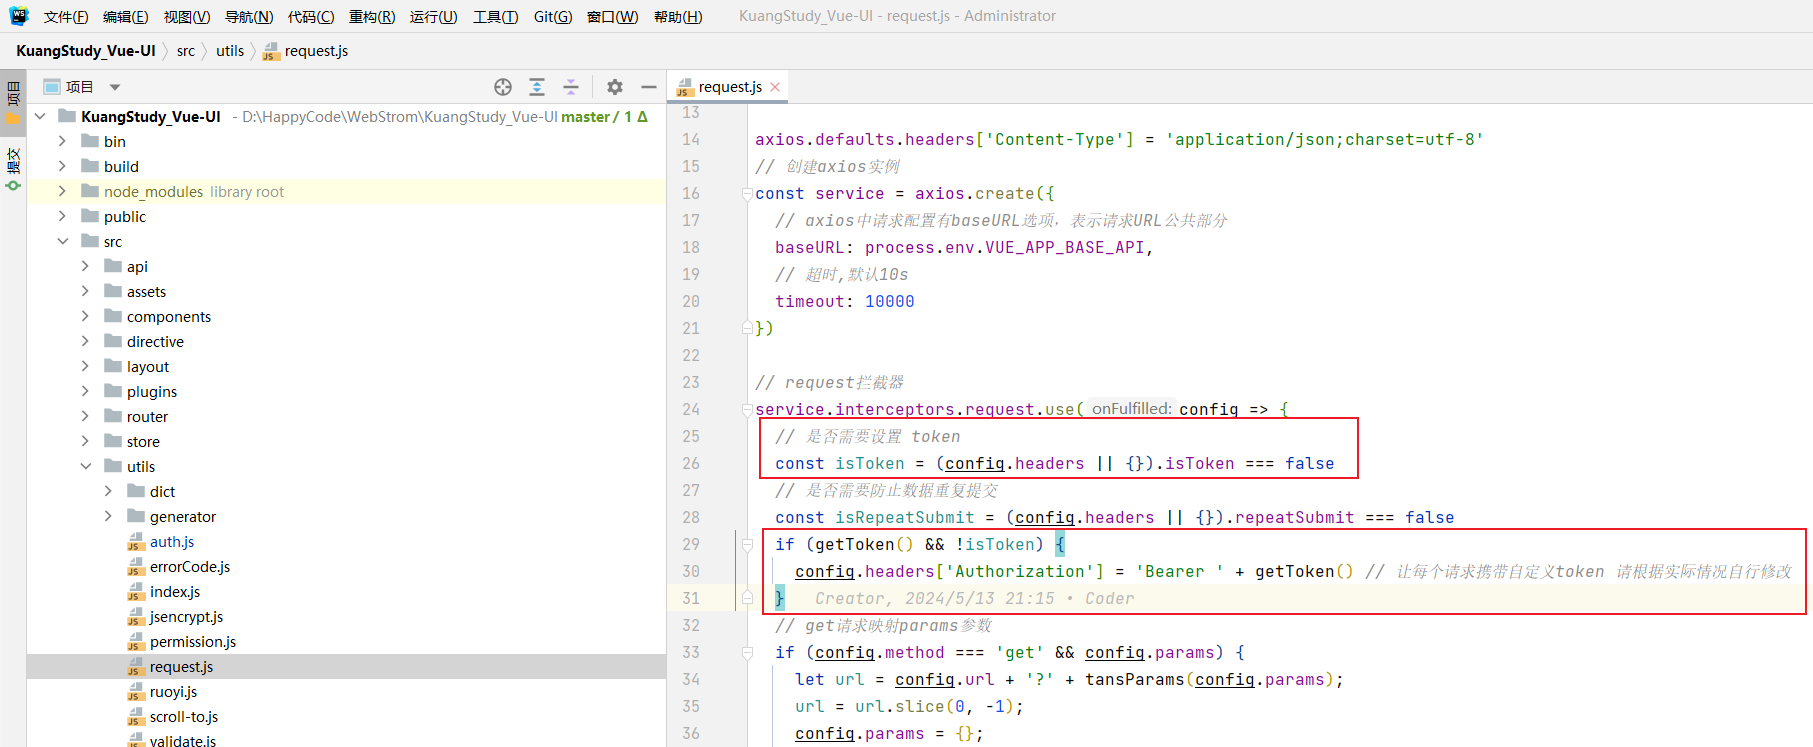 文件(F) 编辑(E) 视图(V) 导航(N) 代码(C) 重构(R) 运行(U) 工具(T) Git(G) 窗口(W) 帮助(H) KuangStudy_Vue-UI - request.js - Administrator
KuangStudy_Vue-UI src utils request.js
项目
提交
项目
KuangStudy_Vue-UI - D:\HappyCode\WebStrom\KuangStudy_Vue-UI master / 1 Δ
bin
build
node_modules library root
public
src
api
assets
components
directive
layout
plugins
router
store
utils
dict
generator
auth.js
errorCode.js
index.js
jsencrypt.js
permission.js
request.js
ruoyi.js
scroll-to.js
validate.js
request.js
13
14 axios.defaults.headers['Content-Type'] = 'application/json;charset=utf-8'
15 // 创建axios实例
16 const service = axios.create({
17 // axios中请求配置有baseURL选项，表示请求URL公共部分
18 baseURL: process.env.VUE_APP_BASE_API,
19 // 超时,默认10s
20 timeout: 10000
21 })
22
23 // request拦截器
24 service.interceptors.request.use( onFulfilled: config => {
25 // 是否需要设置 token
26 const isToken = (config.headers || {}).isToken === false
27 // 是否需要防止数据重复提交
28 const isRepeatSubmit = (config.headers || {}).repeatSubmit === false
29 if (getToken() && !isToken) {
30 config.headers['Authorization'] = 'Bearer ' + getToken() // 让每个请求携带自定义token 请根据实际情况自行修改
31 } Creator, 2024/5/13 21:15 • Coder
32 // get请求映射params参数
33 if (config.method === 'get' && config.params) {
34 let url = config.url + '?' + tansParams(config.params);
35 url = url.slice(0, -1);
36 config.params = {};